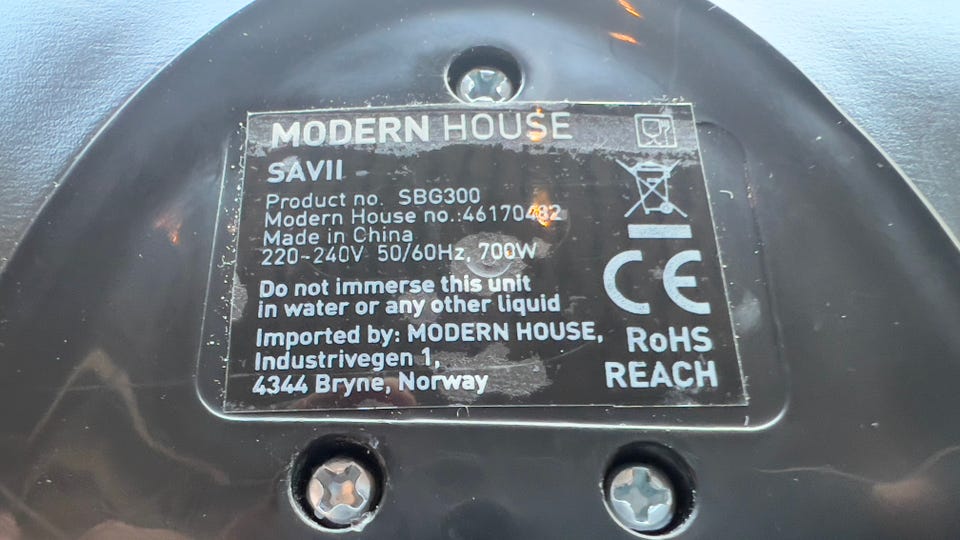 MODERN HOUSE
SAVII
Product no. SBG300
Modern House no.:46170482
Made in China
220-240V 50/60Hz, 700W
Do not immerse this unit
in water or any other liquid
Imported by: MODERN HOUSE,
Industrivegen 1,
4344 Bryne, Norway
CE
RoHS
REACH